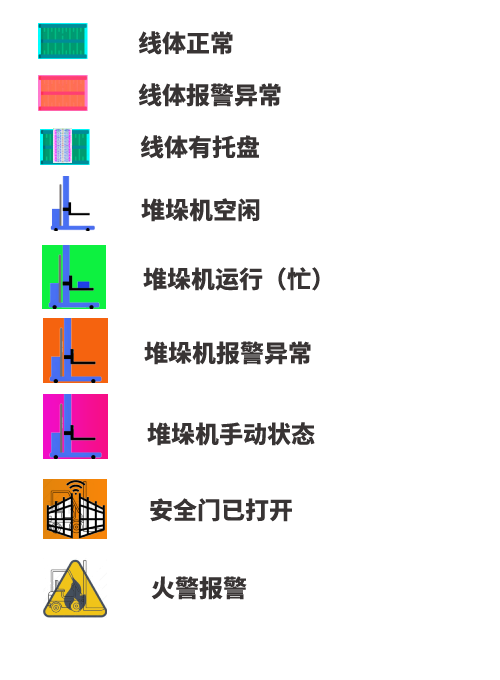 线体正常
线体报警异常
线体有托盘
堆垛机空闲
堆垛机运行（忙）
堆垛机报警异常
堆垛机手动状态
安全门已打开
火警报警